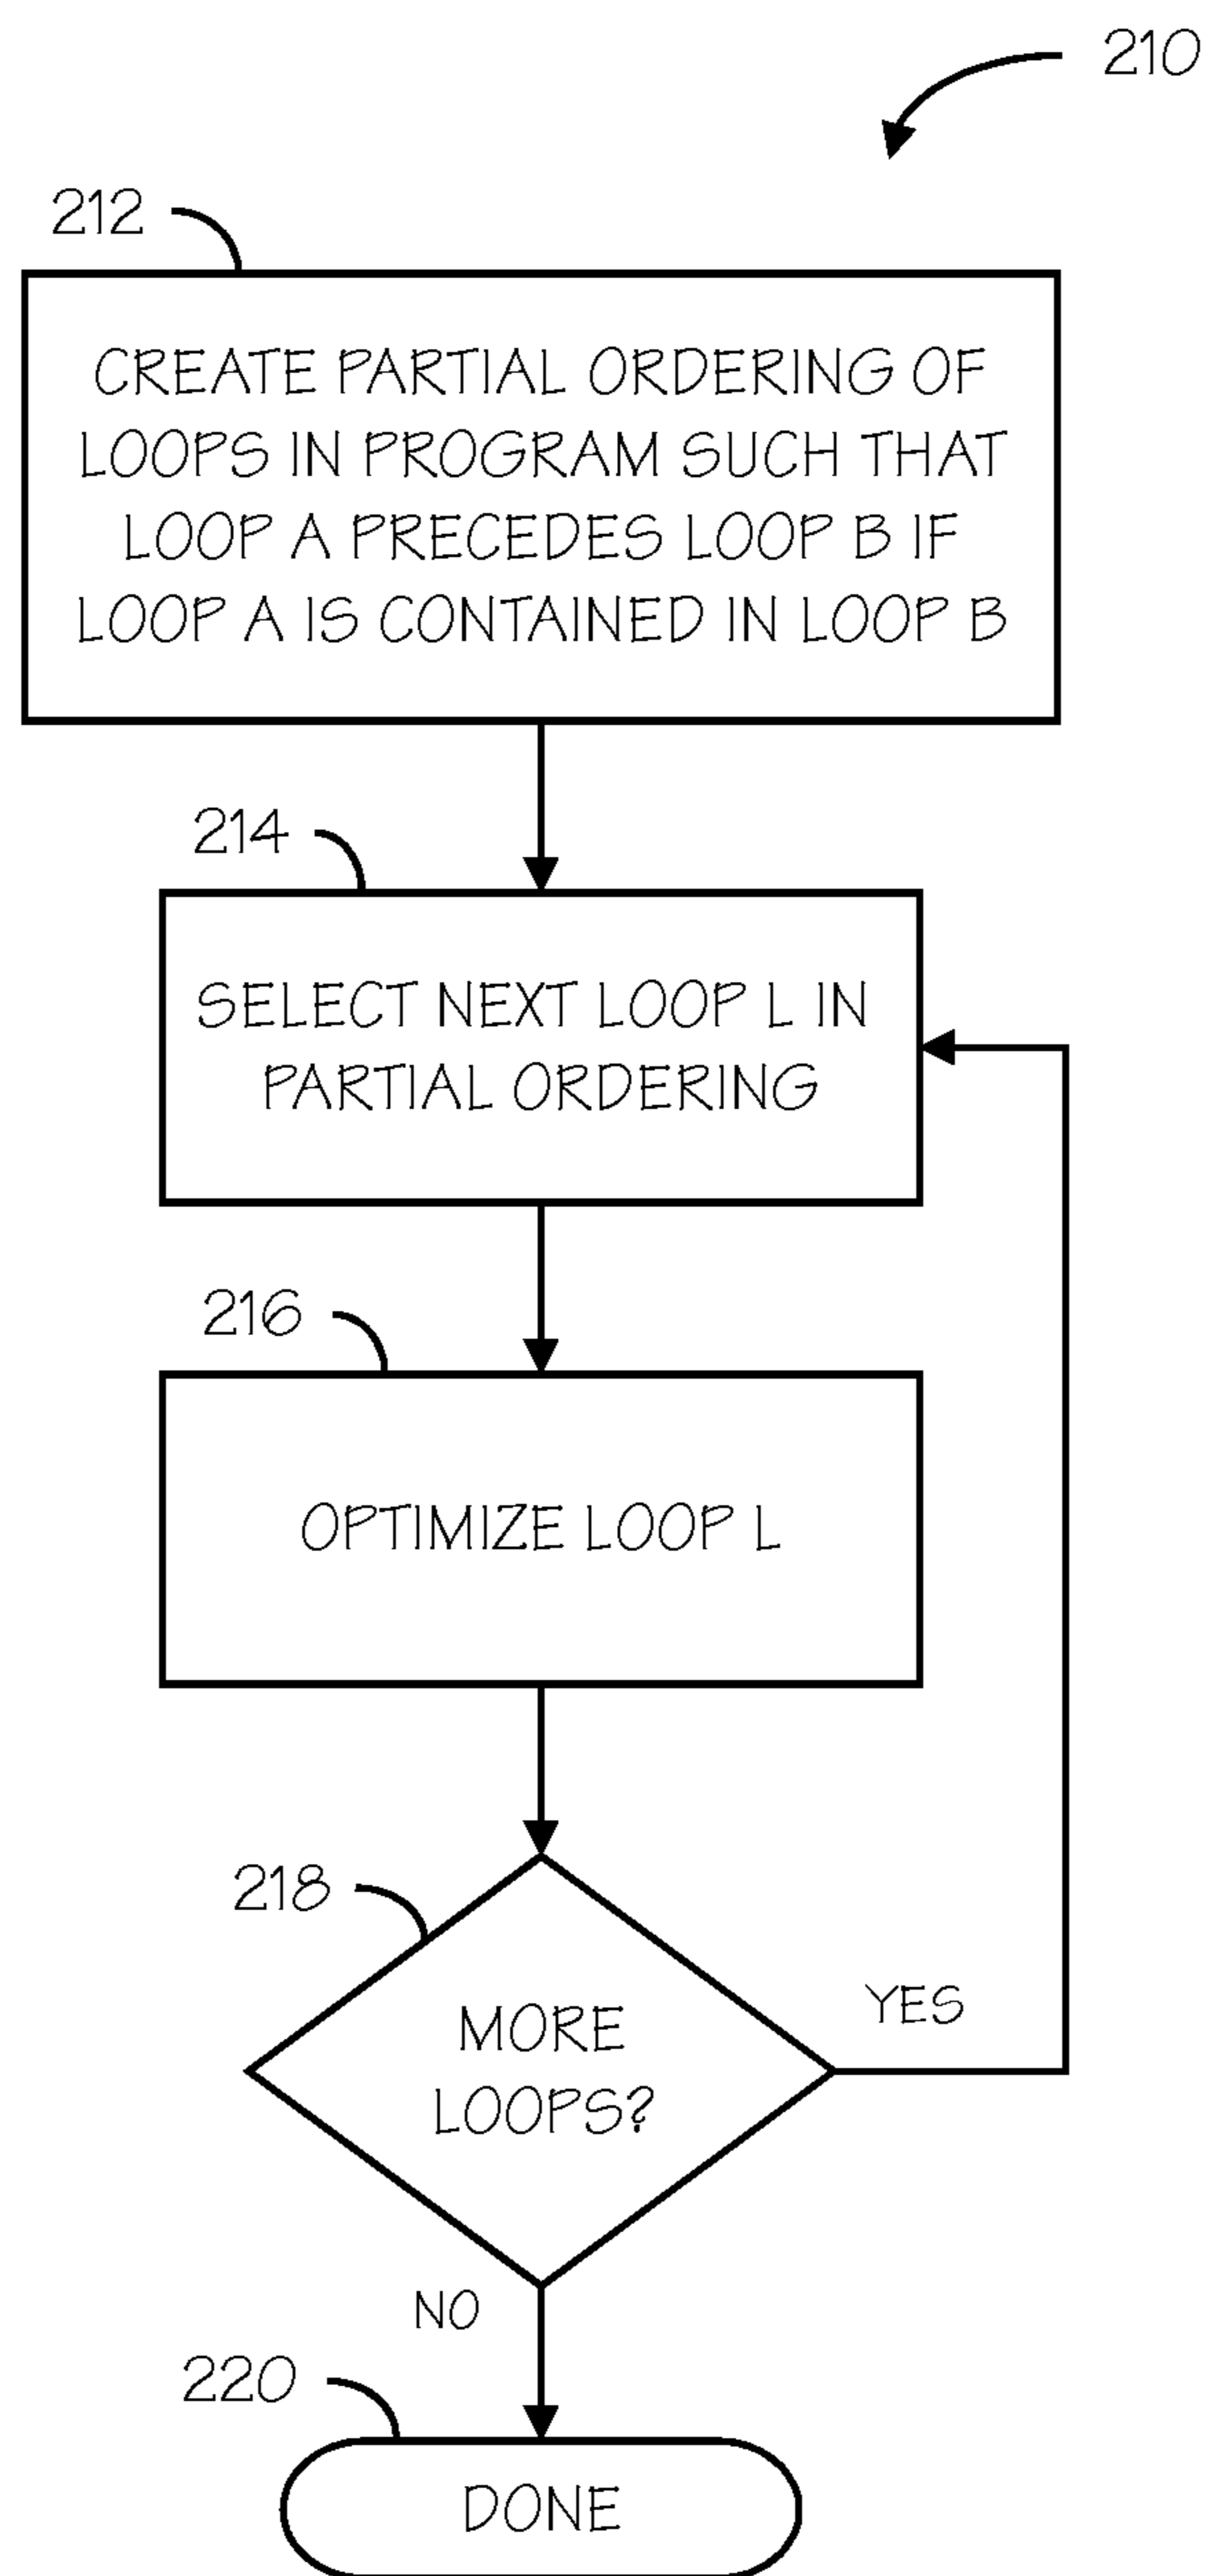 210
212
CREATE PARTIAL ORDERING OF
LOOPS IN PROGRAM SUCH THAT
LOOP A PRECEDES LOOP B IF
LOOP A IS CONTAINED IN LOOP B
214
SELECT NEXT LOOP L IN
PARTIAL ORDERING
216
OPTIMIZE LOOP L
218
MORE
LOOPS?
YES
NO
220
DONE